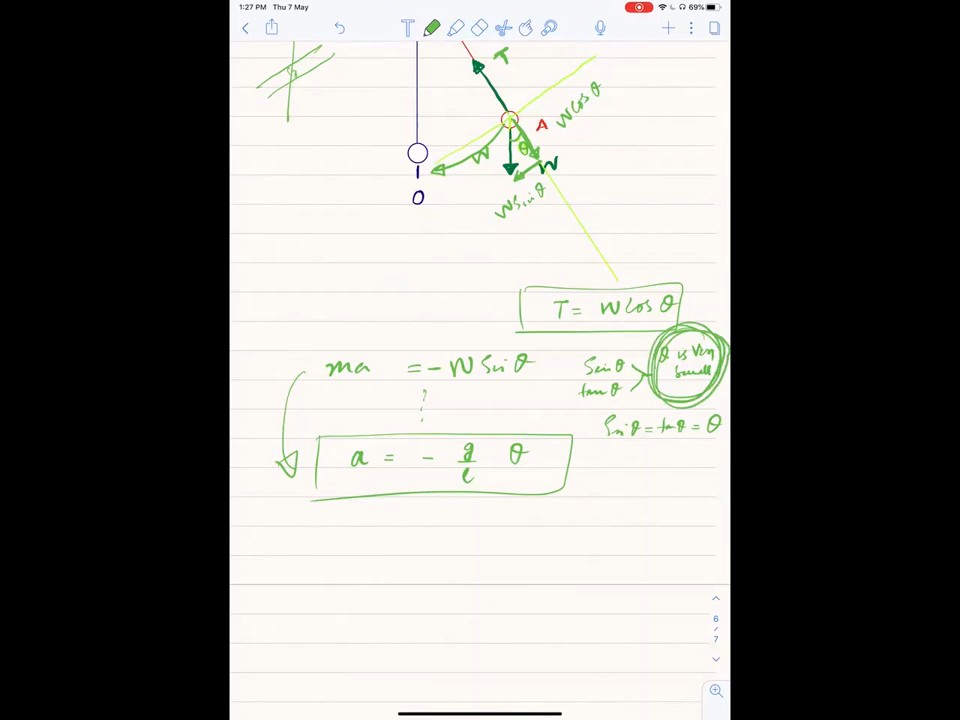 1:27 PM Thu 7 May
69%
T
A
W cos θ
W
θ
W
O
W sin θ
T = W cos θ
ma = - W sin θ
sin θ
tan θ
θ is very
small
sin θ = tan θ = θ
a = - g/l θ
6
/
7